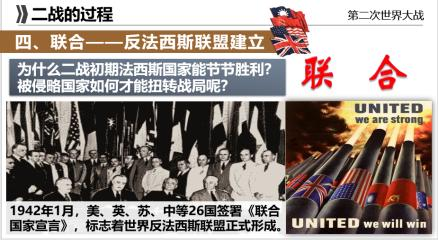 二战的过程
第二次世界大战
四、联合——反法西斯联盟建立
为什么二战初期法西斯国家能节节胜利？
被侵略国家如何才能扭转战局呢？
联 合
UNITED
we are strong
UNITED we will win
1942年1月，美、英、苏、中等26国签署《联合
国家宣言》，标志着世界反法西斯联盟正式形成。